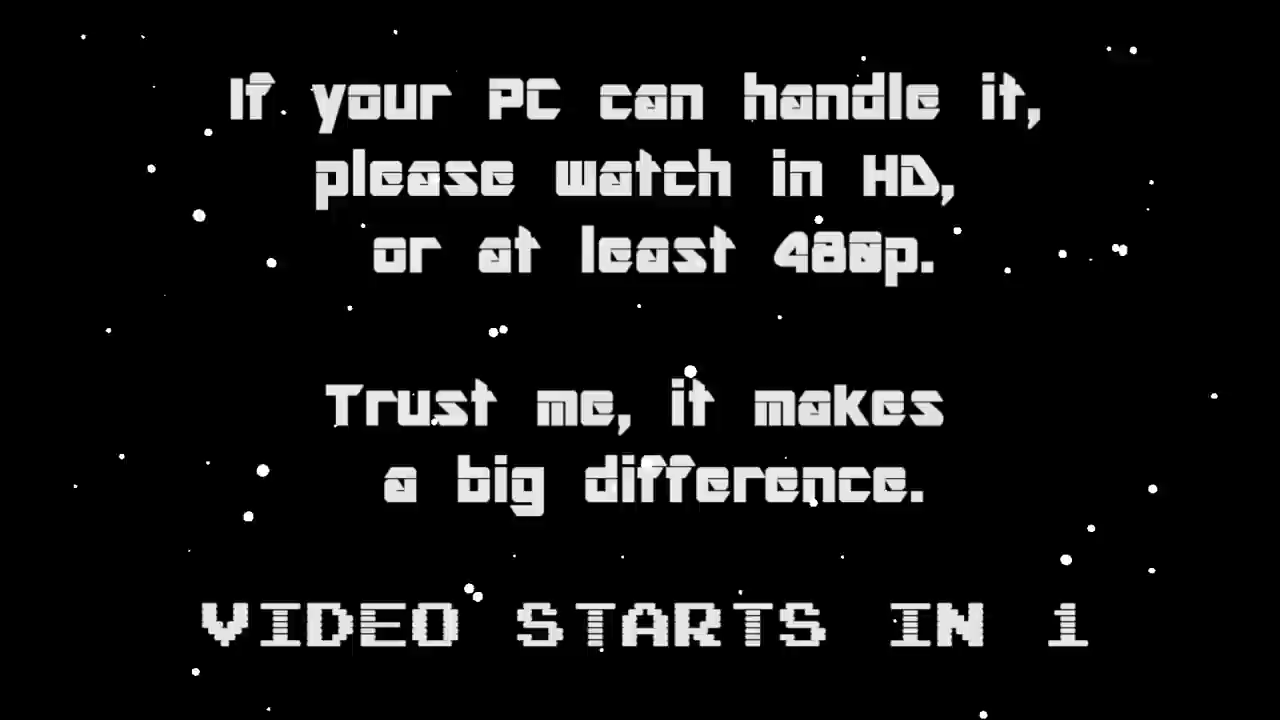 If your PC can handle it,
please watch in HD,
or at least 480p.
Trust me, it makes
a big difference.
VIDEO STARTS IN 1